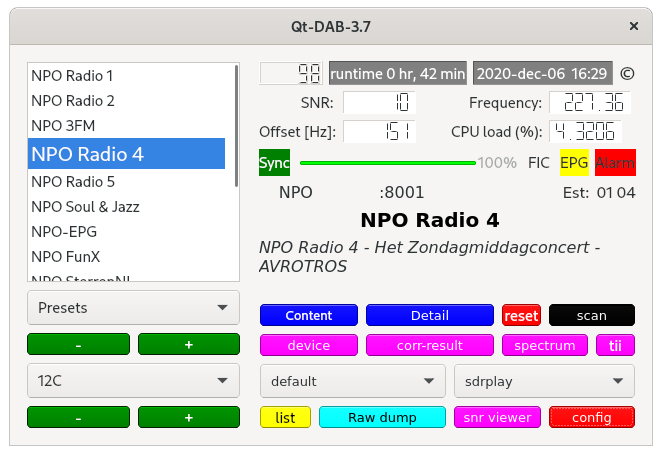 Qt-DAB-3.7
×
NPO Radio 1
NPO Radio 2
NPO 3FM
NPO Radio 4
NPO Radio 5
NPO Soul & Jazz
NPO-EPG
NPO FunX
NPO SterrenNL
Presets
- +
12C
- +
98 runtime 0 hr, 42 min 2020-dec-06 16:29 ©
SNR: 10 Frequency: 227.36
Offset [Hz]: 151 CPU load (%): 4.3206
Sync 100% FIC EPG Alarm
NPO :8001 Est: 01 04
NPO Radio 4
NPO Radio 4 - Het Zondagmiddagconcert -
AVROTROS
Content Detail reset scan
device corr-result spectrum tii
default sdrplay
list Raw dump snr viewer config